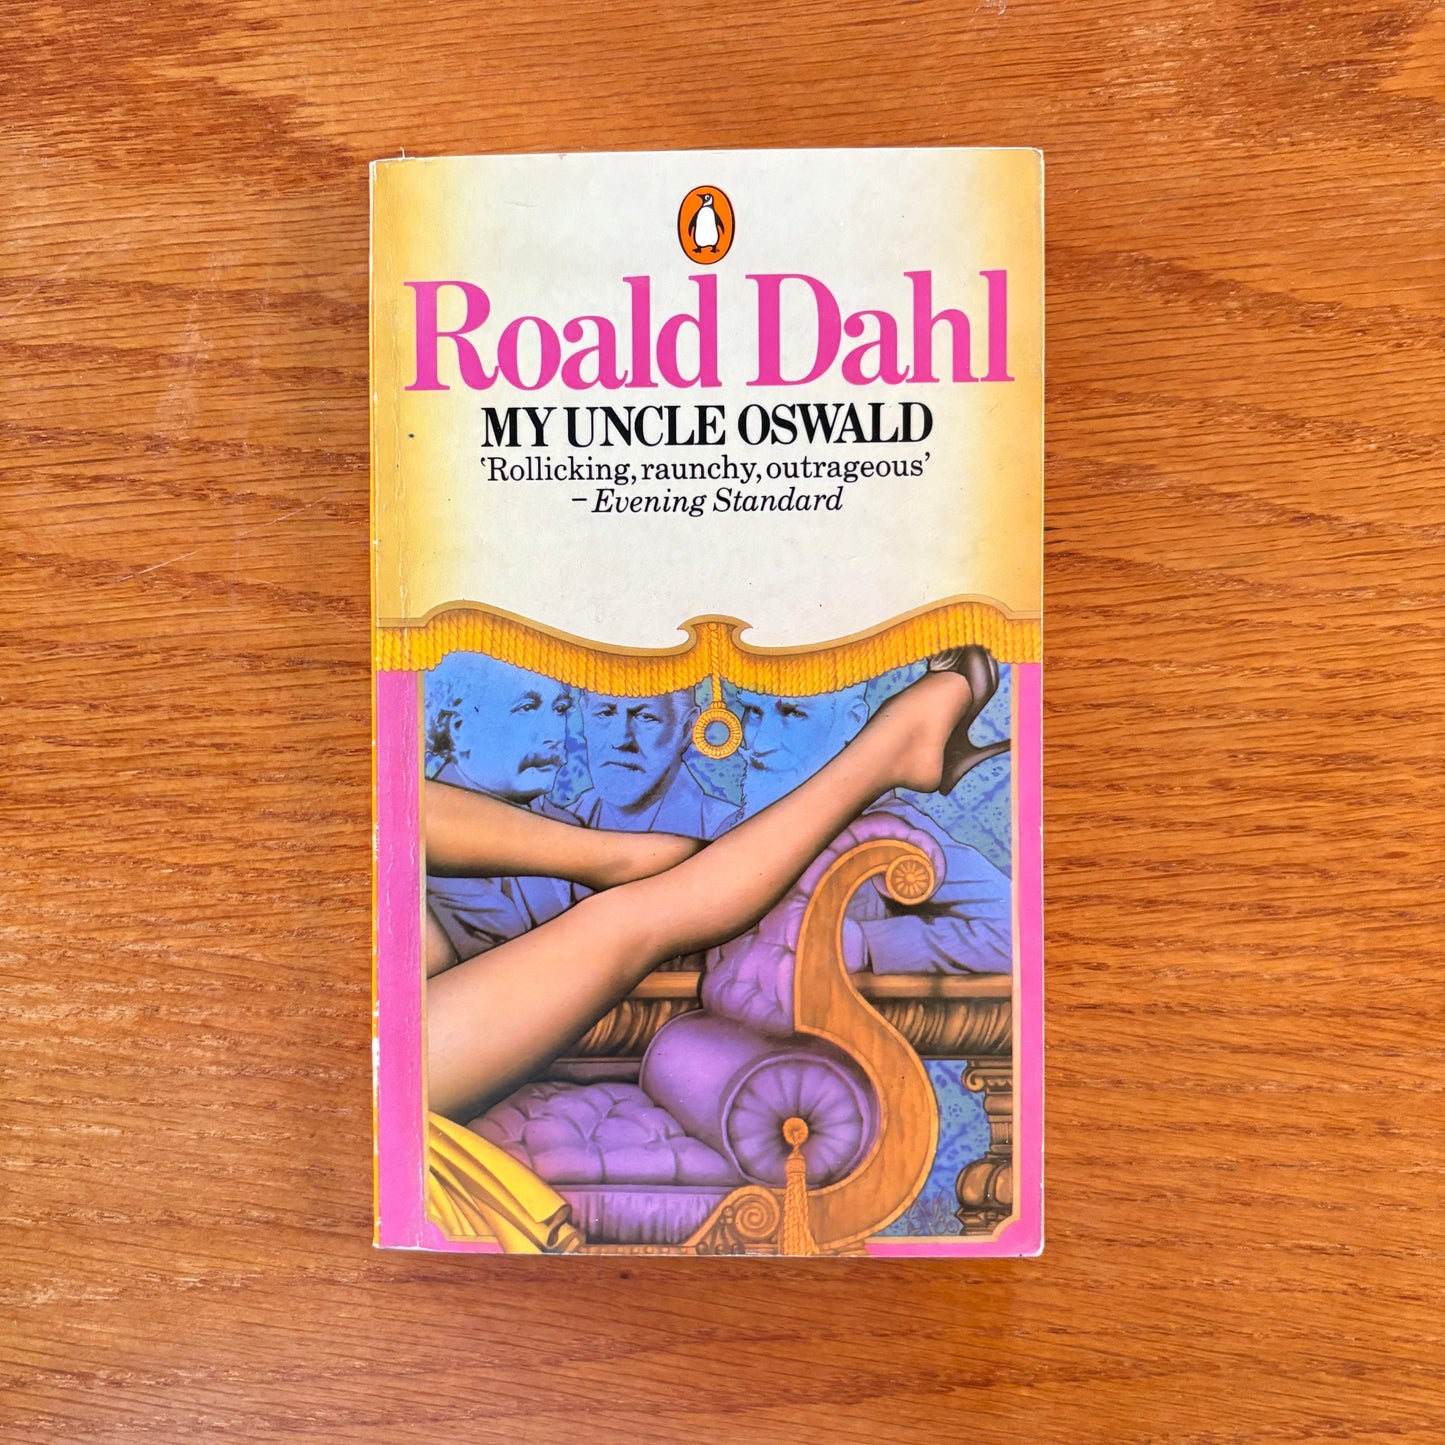 Roald Dahl
MY UNCLE OSWALD
‘Rollicking, raunchy, outrageous’
– Evening Standard